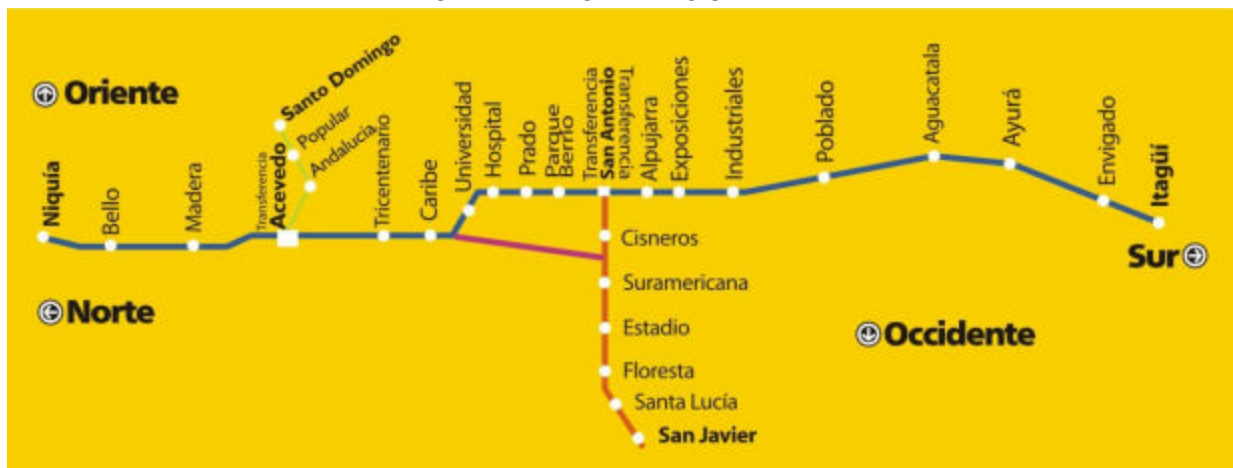 Oriente
Santo Domingo
Popular
Andalucía
Niquía
Bello
Madera
Transferencia
Acevedo
Tricentenario
Caribe
Universidad
Hospital
Prado
Parque
Berrío
Transferencia
San Antonio
Transferencia
Alpujarra
Exposiciones
Industriales
Poblado
Aguacatala
Ayurá
Envigado
Itagüí
Cisneros
Suramericana
Estadio
Floresta
Santa Lucía
San Javier
Sur
Norte
Occidente